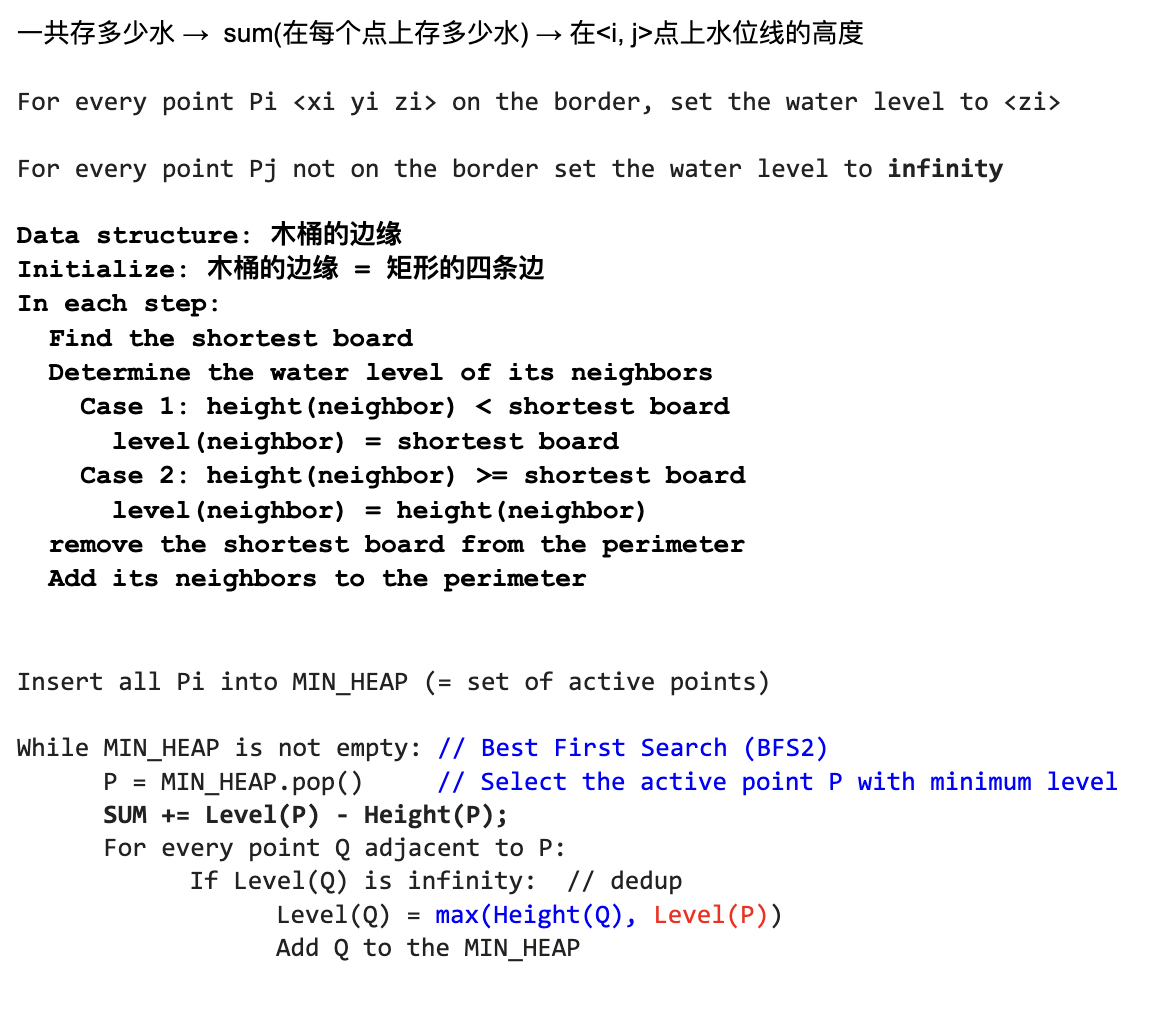 一共存多少水 → sum(在每个点上存多少水) → 在<i, j>点上水位线的高度
For every point Pi <xi yi zi> on the border, set the water level to <zi>
For every point Pj not on the border set the water level to infinity
Data structure: 木桶的边缘
Initialize: 木桶的边缘 = 矩形的四条边
In each step:
Find the shortest board
Determine the water level of its neighbors
Case 1: height(neighbor) < shortest board
level(neighbor) = shortest board
Case 2: height(neighbor) >= shortest board
level(neighbor) = height(neighbor)
remove the shortest board from the perimeter
Add its neighbors to the perimeter
Insert all Pi into MIN_HEAP (= set of active points)
While MIN_HEAP is not empty: // Best First Search (BFS2)
P = MIN_HEAP.pop() // Select the active point P with minimum level
SUM += Level(P) - Height(P);
For every point Q adjacent to P:
If Level(Q) is infinity: // dedup
Level(Q) = max(Height(Q), Level(P))
Add Q to the MIN_HEAP